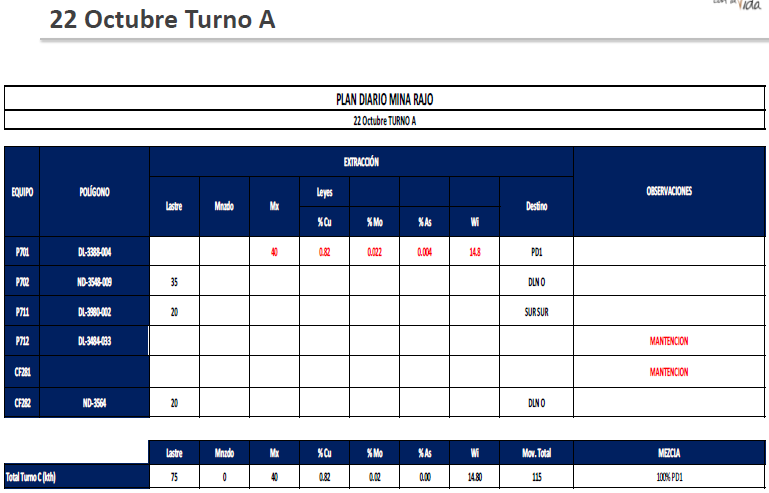 Vida
22 Octubre Turno A
PLAN DIARIO MINA RAJO
22 Octubre TURNO A
EQUIPO POLÍGONO EXTRACCIÓN OBSERVACIONES
Lastre Mnzdo Mx Leyes Destino
% Cu % Mo % As Wi
P701 DL-3388-004 40 0.82 0.022 0.004 14.8 PD1
P702 ND-3548-009 35 DLN O
P711 DL-3980-002 20 SUR SUR
P712 DL-3484-033 MANTENCION
CF281 MANTENCION
CF282 ND-3564 20 DLN O
Lastre Mnzdo Mx % Cu % Mo % As Wi Mov. Total MEZCLA
Total Turno C (kth) 75 0 40 0.82 0.02 0.00 14.80 115 100% PD1